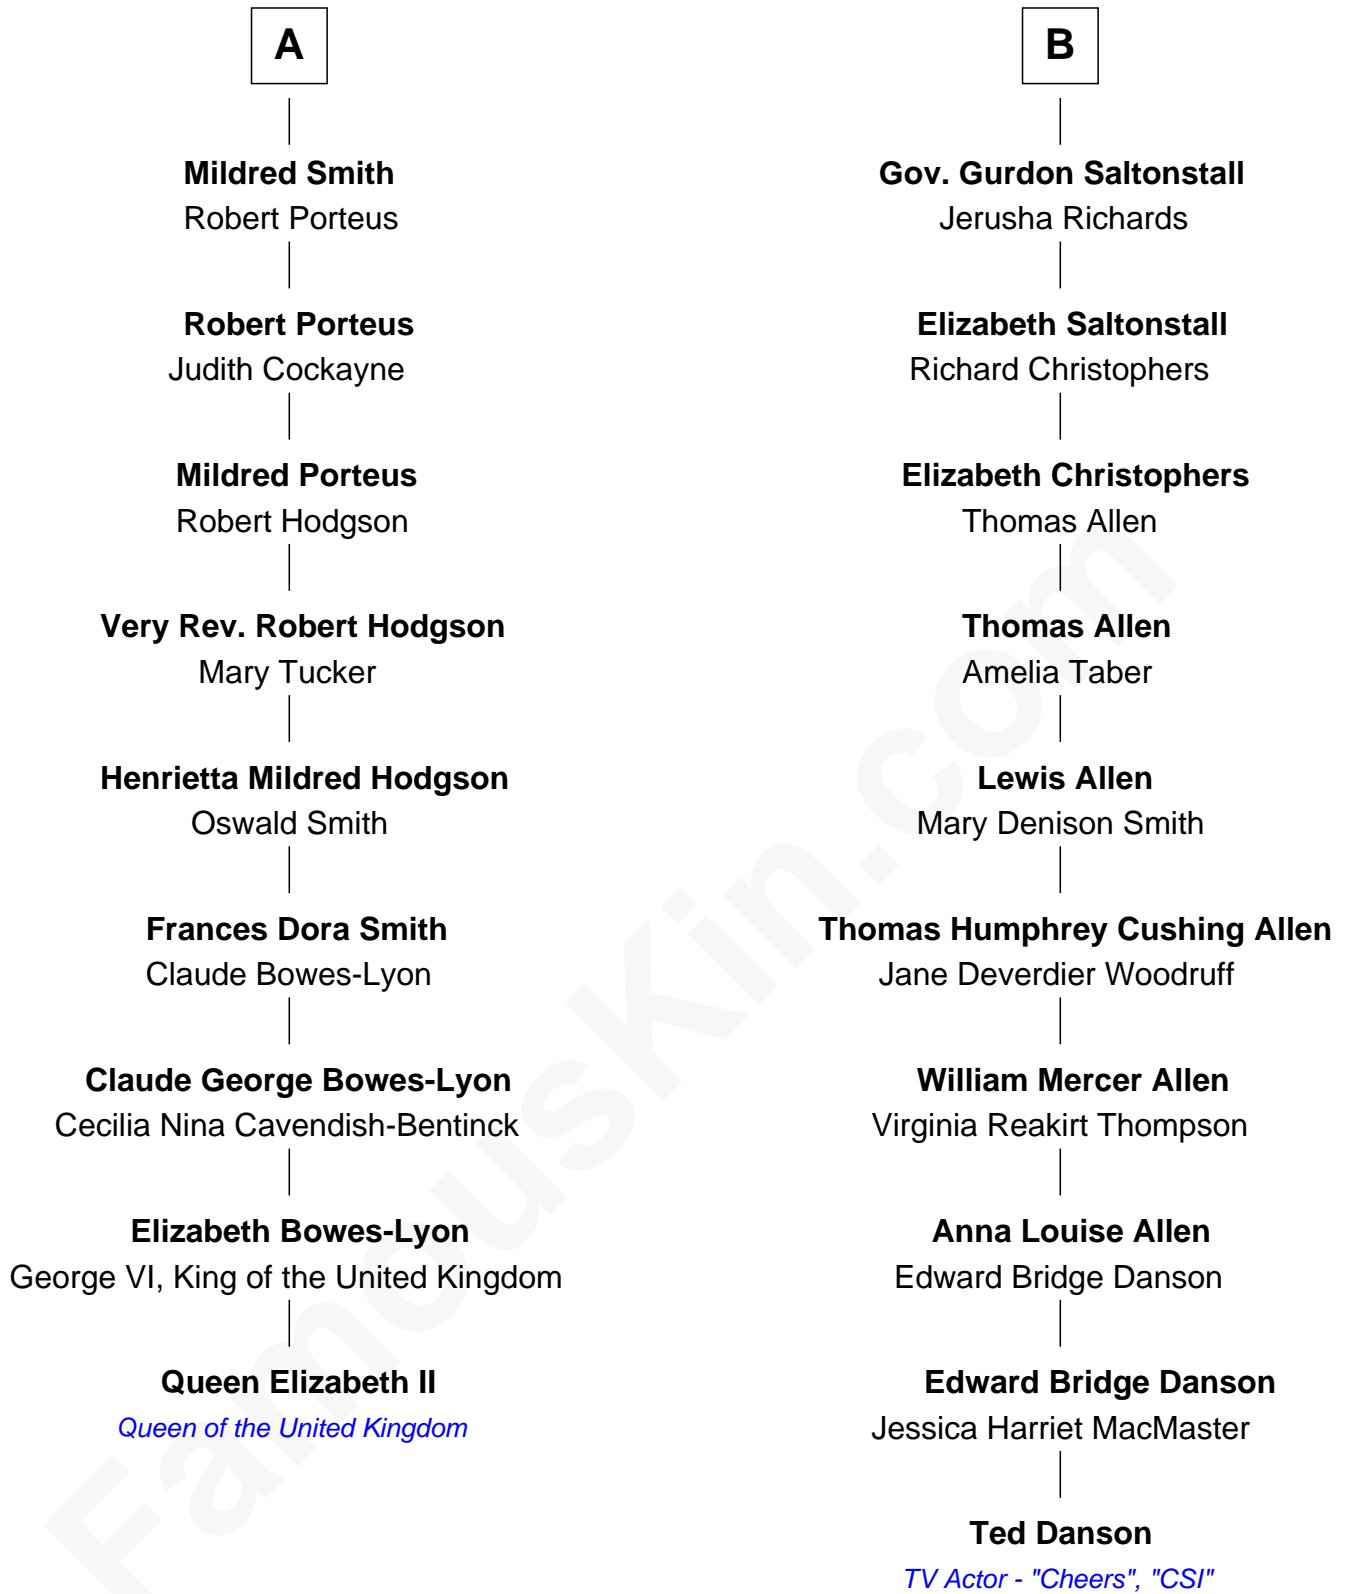 A
Mildred Smith
Robert Porteus
Robert Porteus
Judith Cockayne
Mildred Porteus
Robert Hodgson
Very Rev. Robert Hodgson
Mary Tucker
Henrietta Mildred Hodgson
Oswald Smith
Frances Dora Smith
Claude Bowes-Lyon
Claude George Bowes-Lyon
Cecilia Nina Cavendish-Bentinck
Elizabeth Bowes-Lyon
George VI, King of the United Kingdom
Queen Elizabeth II
Queen of the United Kingdom
B
Gov. Gurdon Saltonstall
Jerusha Richards
Elizabeth Saltonstall
Richard Christophers
Elizabeth Christophers
Thomas Allen
Thomas Allen
Amelia Taber
Lewis Allen
Mary Denison Smith
Thomas Humphrey Cushing Allen
Jane Deverdier Woodruff
William Mercer Allen
Virginia Reakirt Thompson
Anna Louise Allen
Edward Bridge Danson
Edward Bridge Danson
Jessica Harriet MacMaster
Ted Danson
TV Actor - "Cheers", "CSI"
FamousKin.com